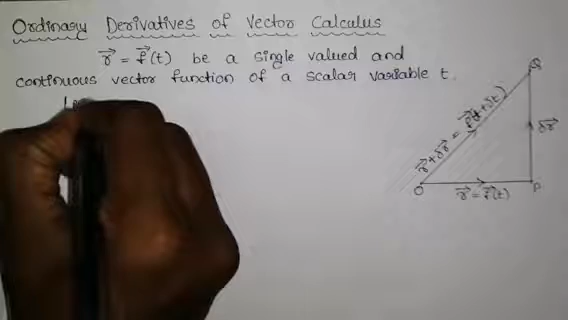 Ordinary Derivatives of Vector Calculus
r⃗ = f⃗(t) be a single valued and
continuous vector function of a scalar variable t.
Q
r⃗+δr⃗ = f⃗(t+δt)
δr⃗
O
P
r⃗=f⃗(t)